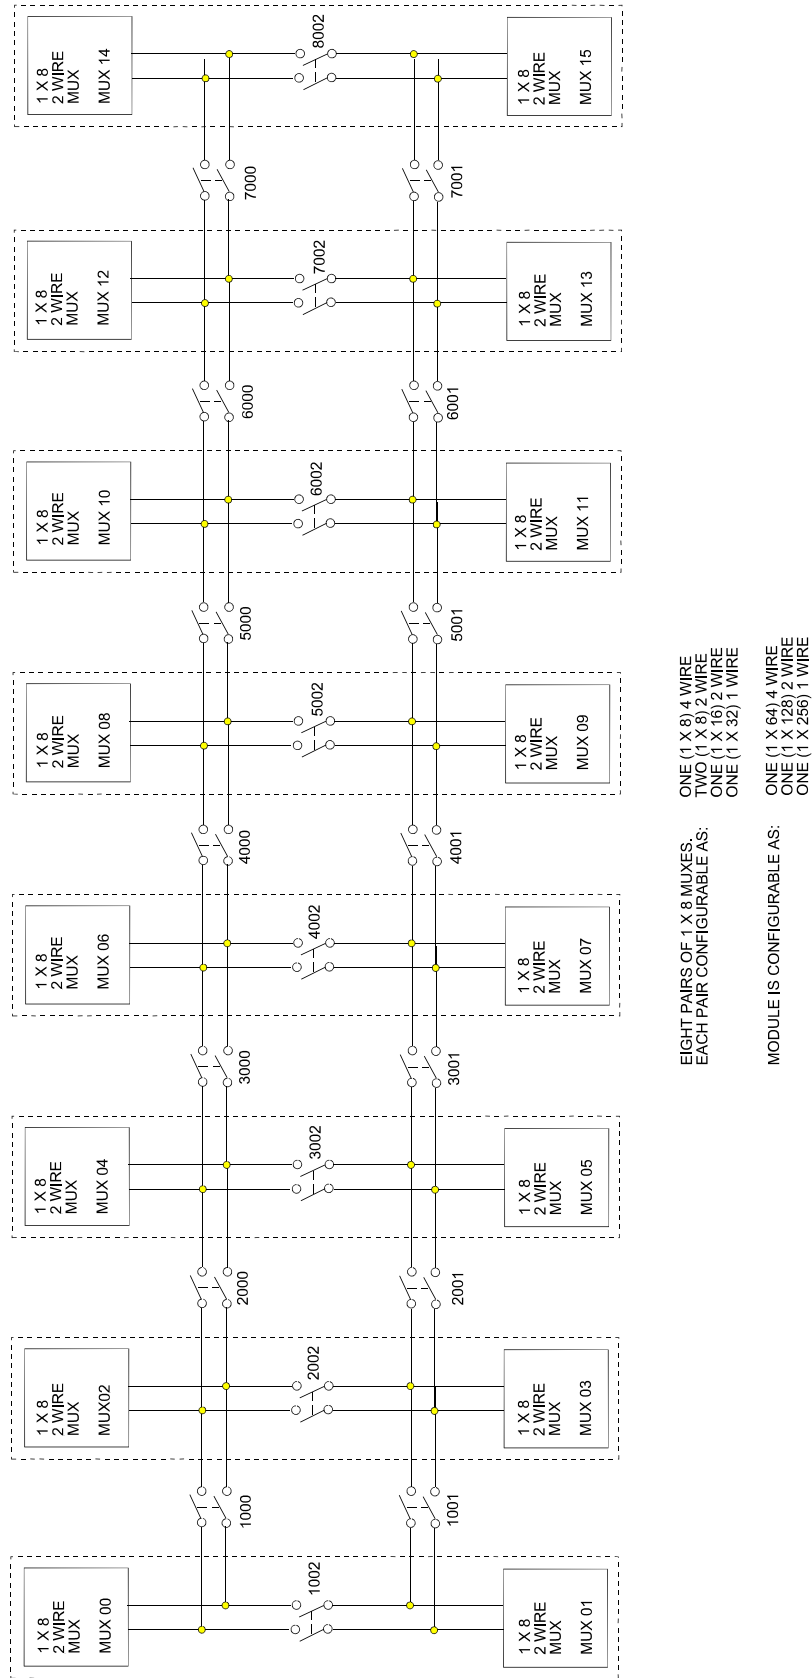 1 X 8
2 WIRE
MUX
MUX 00
1 X 8
2 WIRE
MUX
MUX02
1 X 8
2 WIRE
MUX
MUX 04
1 X 8
2 WIRE
MUX
MUX 06
1 X 8
2 WIRE
MUX
MUX 08
1 X 8
2 WIRE
MUX
MUX 10
1 X 8
2 WIRE
MUX
MUX 12
1 X 8
2 WIRE
MUX
MUX 14
1000
2000
3000
4000
5000
6000
7000
1002
2002
3002
4002
5002
6002
7002
8002
1001
2001
3001
4001
5001
6001
7001
1 X 8
2 WIRE
MUX
MUX 01
1 X 8
2 WIRE
MUX
MUX 03
1 X 8
2 WIRE
MUX
MUX 05
1 X 8
2 WIRE
MUX
MUX 07
1 X 8
2 WIRE
MUX
MUX 09
1 X 8
2 WIRE
MUX
MUX 11
1 X 8
2 WIRE
MUX
MUX 13
1 X 8
2 WIRE
MUX
MUX 15
EIGHT PAIRS OF 1 X 8 MUXES.
EACH PAIR CONFIGURABLE AS:
ONE (1 X 8) 4 WIRE
TWO (1 X 8) 2 WIRE
ONE (1 X 16) 2 WIRE
ONE (1 X 32) 1 WIRE
MODULE IS CONFIGURABLE AS:
ONE (1 X 64) 4 WIRE
ONE (1 X 128) 2 WIRE
ONE (1 X 256) 1 WIRE